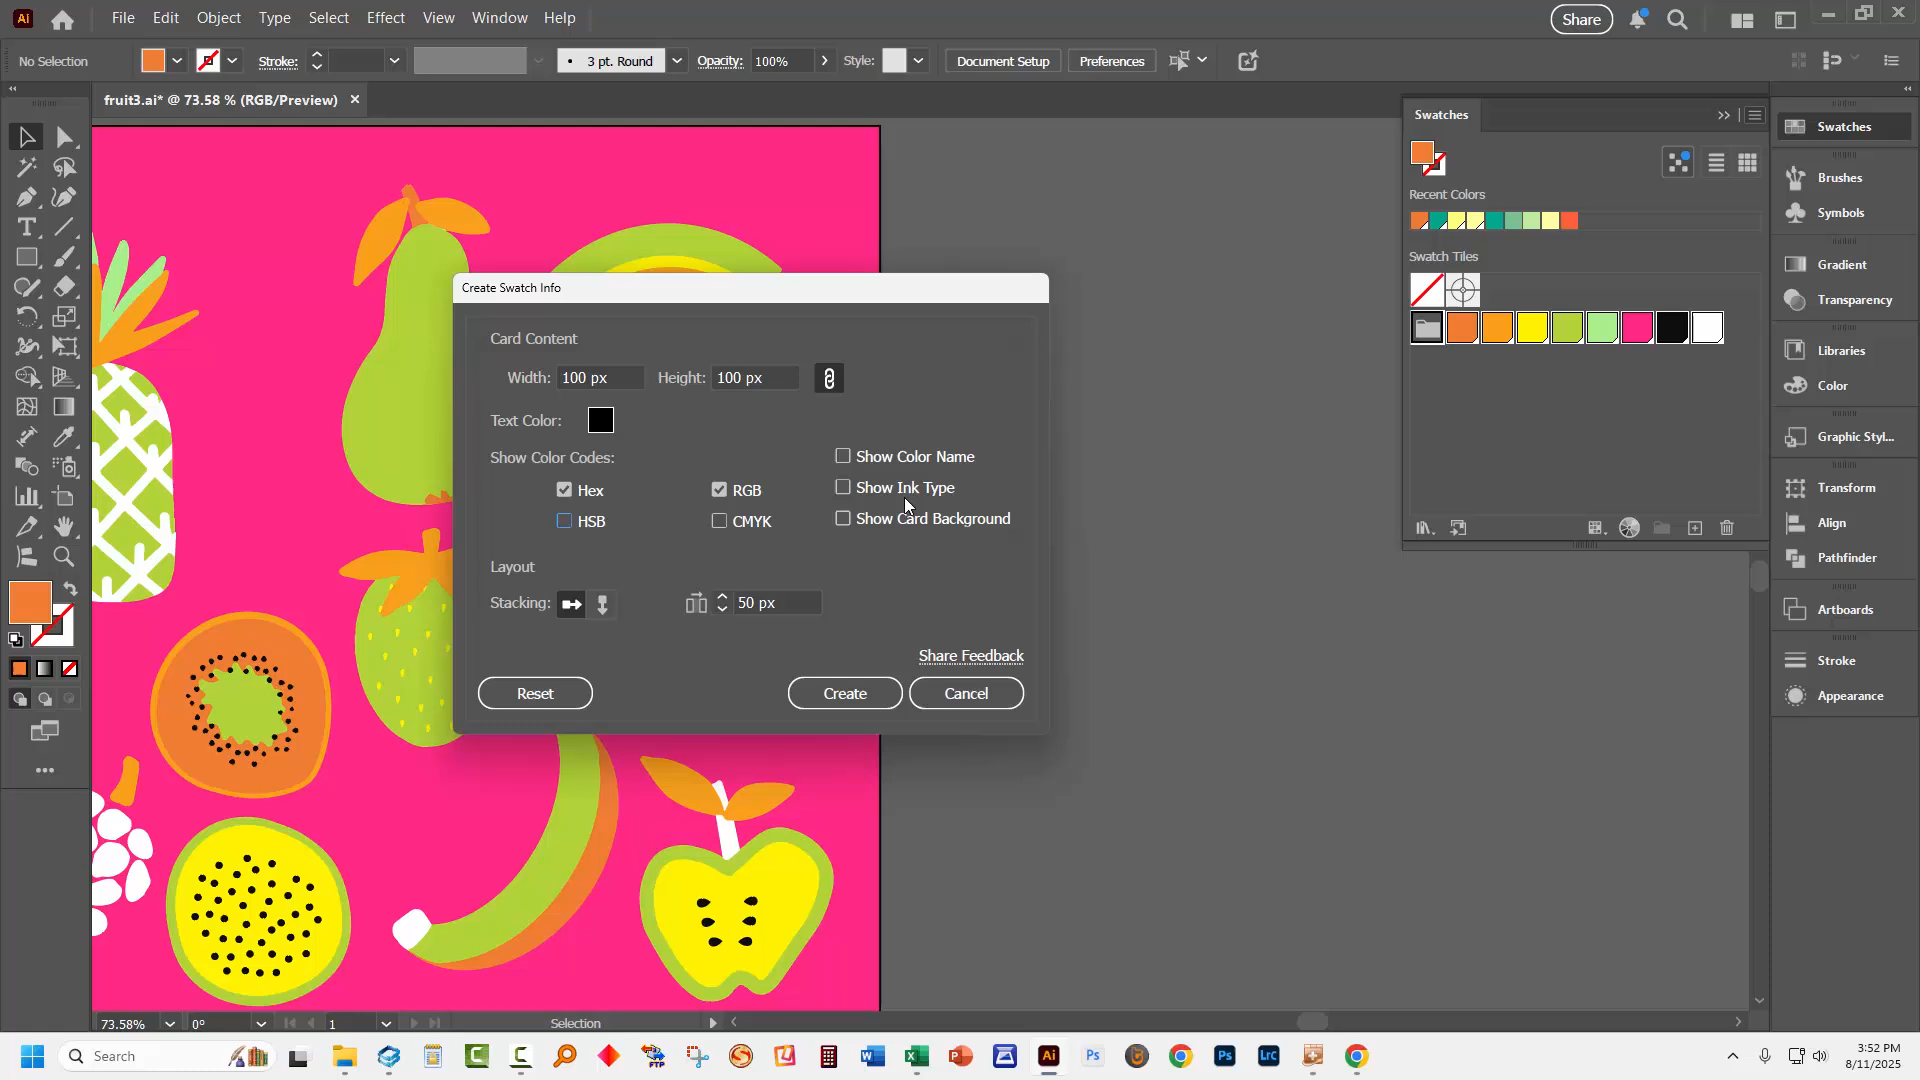 Ai File Edit Object Type Select Effect View Window Help Share
No Selection Stroke: 3 pt. Round Opacity: 100% Style: Document Setup Preferences
fruit3.ai* @ 73.58 % (RGB/Preview)
Swatches
Recent Colors
Swatch Tiles
Swatches
Brushes
Symbols
Gradient
Transparency
Libraries
Color
Graphic Styl...
Transform
Align
Pathfinder
Artboards
Stroke
Appearance
Create Swatch Info
Card Content
Width: 100 px Height: 100 px
Text Color:
Show Color Codes: Show Color Name
Hex RGB Show Ink Type
HSB CMYK Show Card Background
Layout
Stacking: 50 px
Share Feedback
Reset Create Cancel
73.58% 0° 1 Selection
Search
Ai Ps Ps Lrc
3:52 PM
8/11/2025